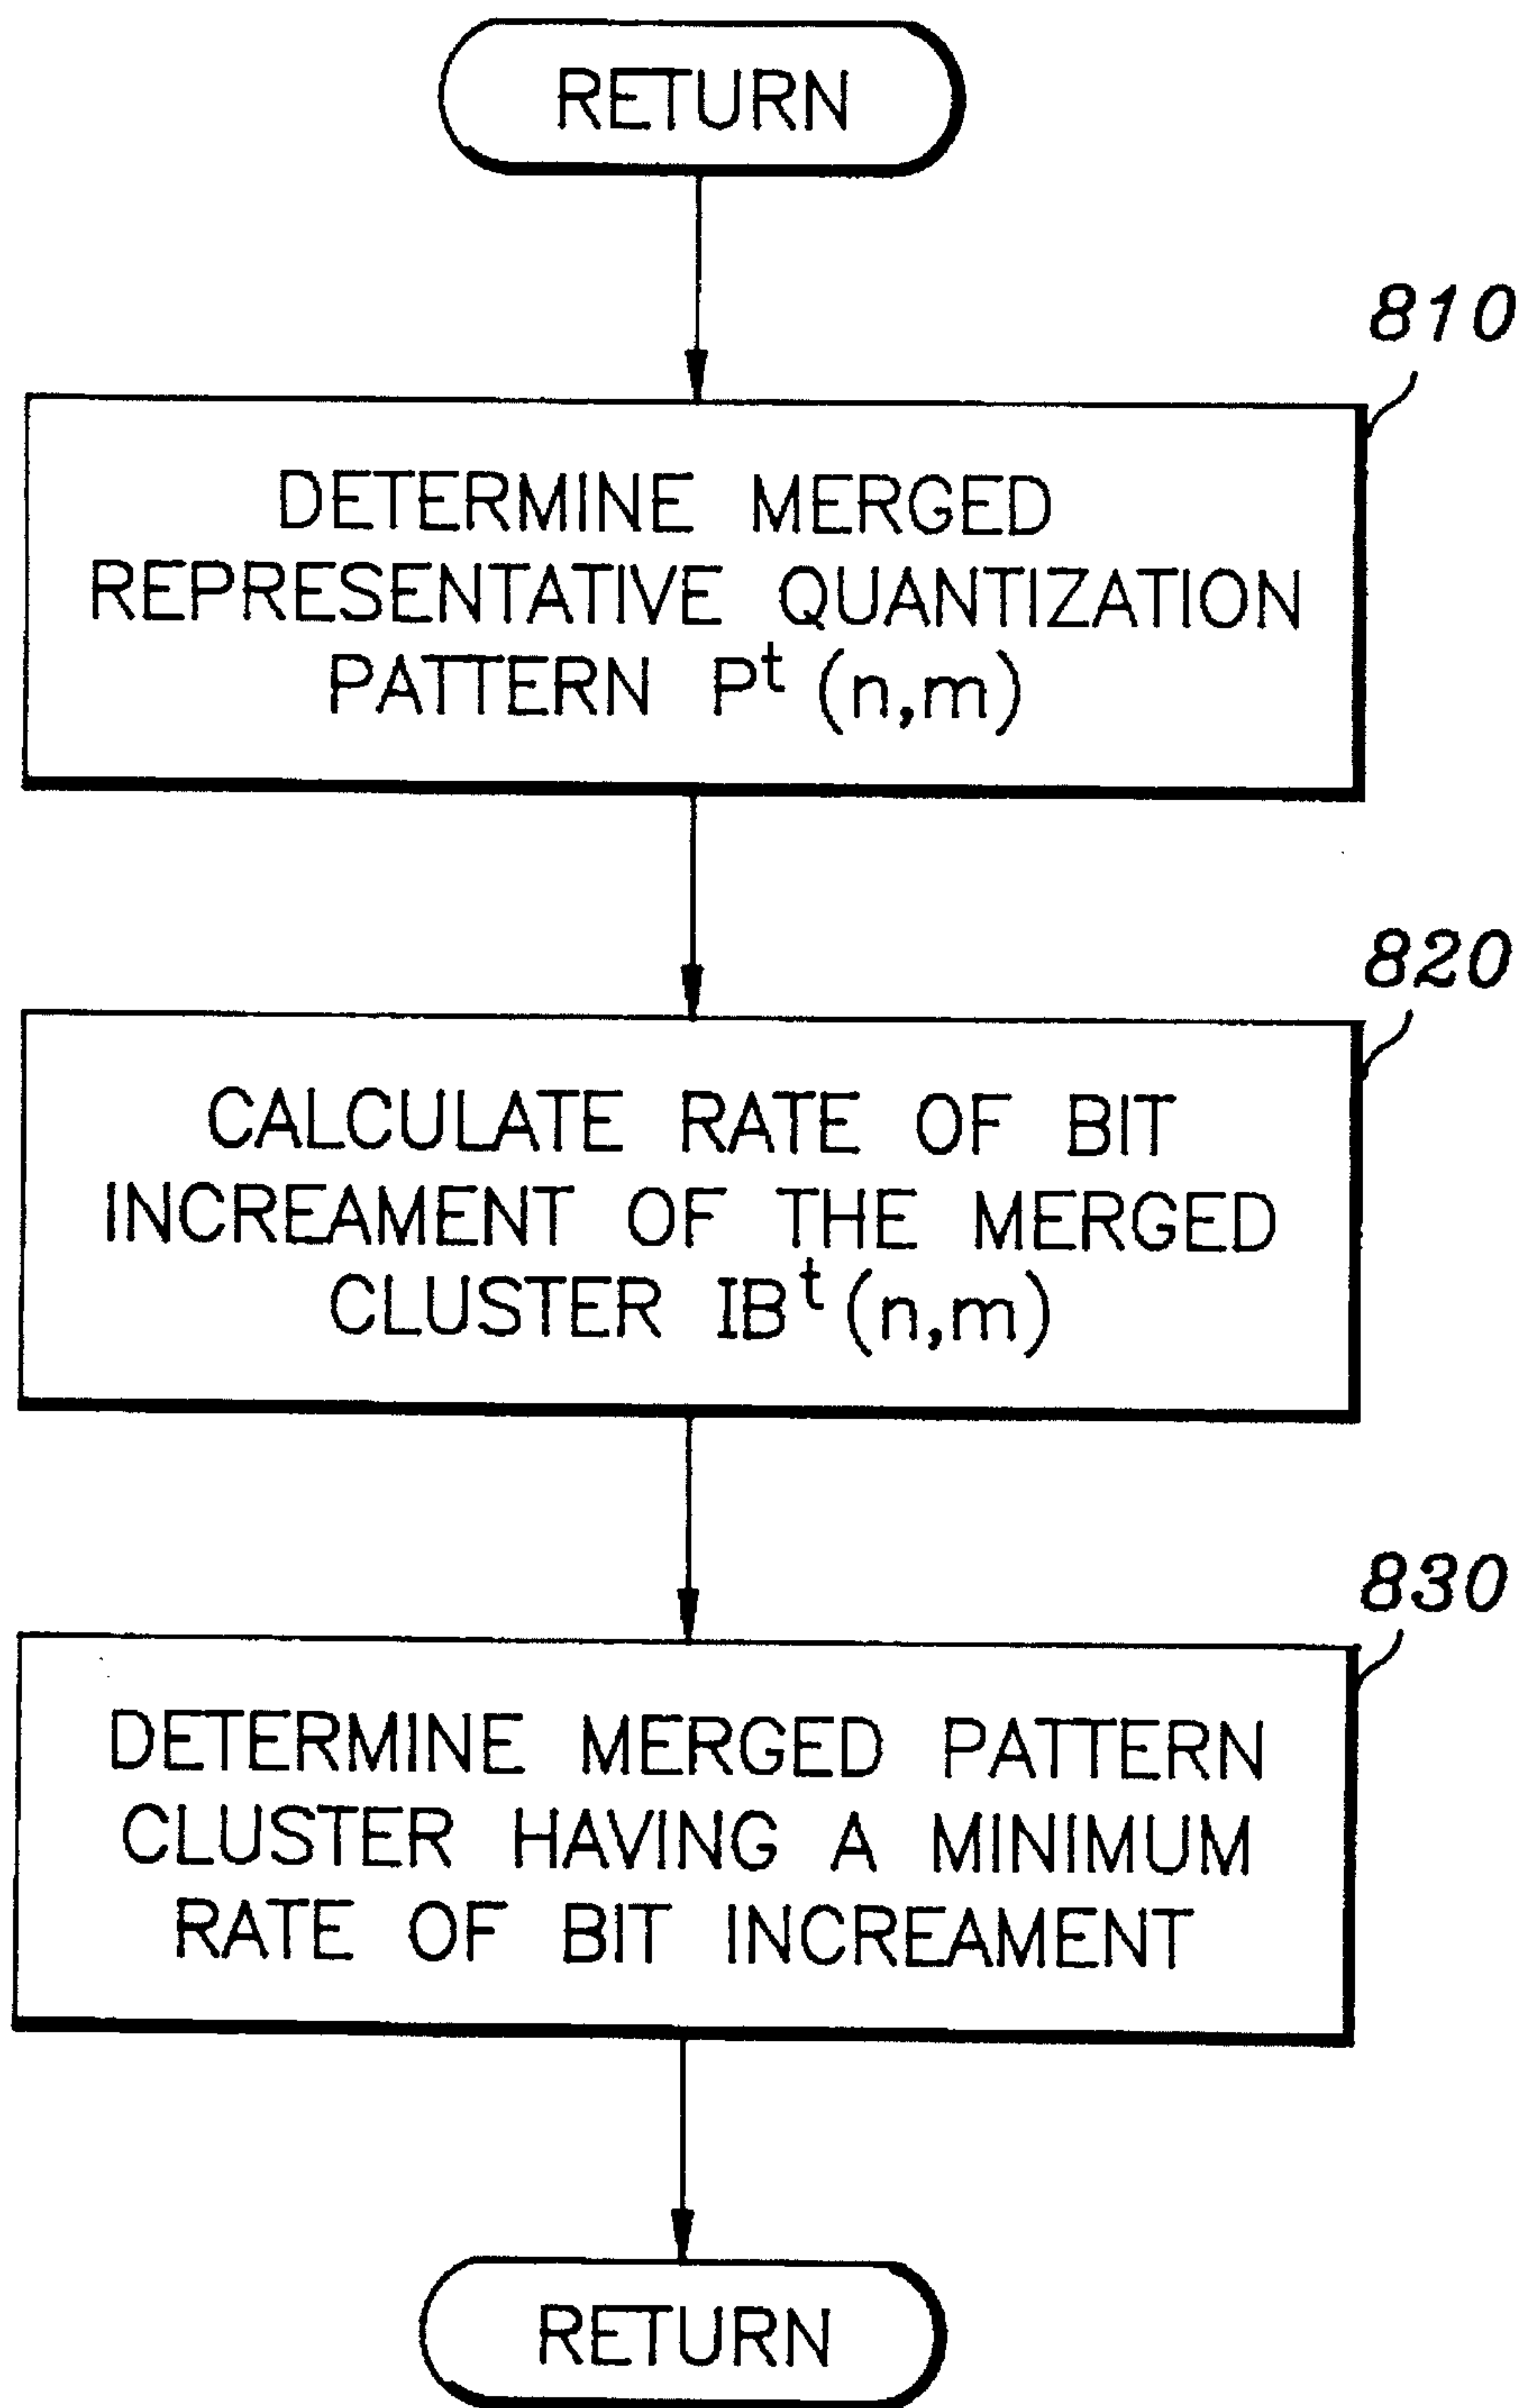 RETURN
810
DETERMINE MERGED
REPRESENTATIVE QUANTIZATION
PATTERN Pᵗ (n,m)
820
CALCULATE RATE OF BIT
INCREAMENT OF THE MERGED
CLUSTER IBᵗ (n,m)
830
DETERMINE MERGED PATTERN
CLUSTER HAVING A MINIMUM
RATE OF BIT INCREAMENT
RETURN